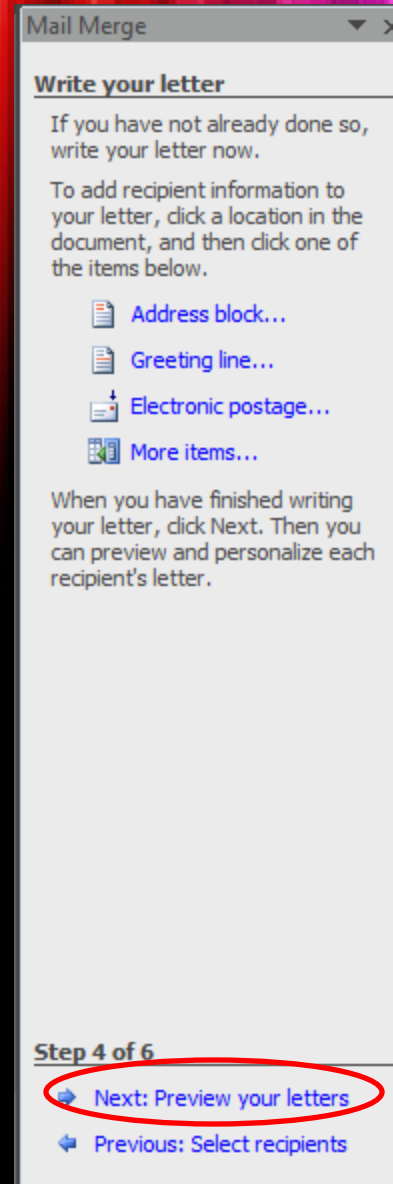 Mail Merge
Write your letter
If you have not already done so,
write your letter now.
To add recipient information to
your letter, click a location in the
document, and then click one of
the items below.
Address block...
Greeting line...
Electronic postage...
More items...
When you have finished writing
your letter, click Next. Then you
can preview and personalize each
recipient's letter.
Step 4 of 6
Next: Preview your letters
Previous: Select recipients